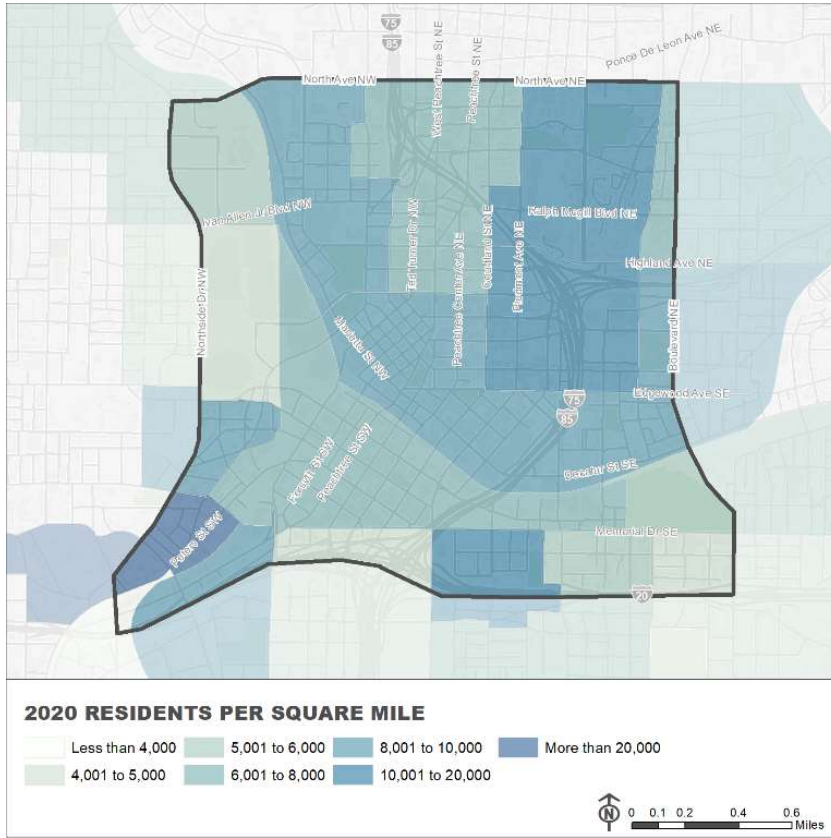 75
85
West Peachtree St NE
Peachtree St NE
Ponce De Leon Ave NE
North Ave NW
North Ave NE
Ivan Allen Jr Blvd NW
Ralph Mcgill Blvd NE
Ted Turner Dr NW
Courtland St NE
Piedmont Ave NE
Peachtree Center Ave NE
Highland Ave NE
Northside Dr NW
Marietta St NW
Boulevard NE
Edgewood Ave SE
75
85
Forsyth St SW
Peachtree St SW
Decatur St SE
Memorial Dr SE
Peters St SW
20
2020 RESIDENTS PER SQUARE MILE
Less than 4,000
5,001 to 6,000
8,001 to 10,000
More than 20,000
4,001 to 5,000
6,001 to 8,000
10,001 to 20,000
N
0 0.1 0.2 0.4 0.6
Miles